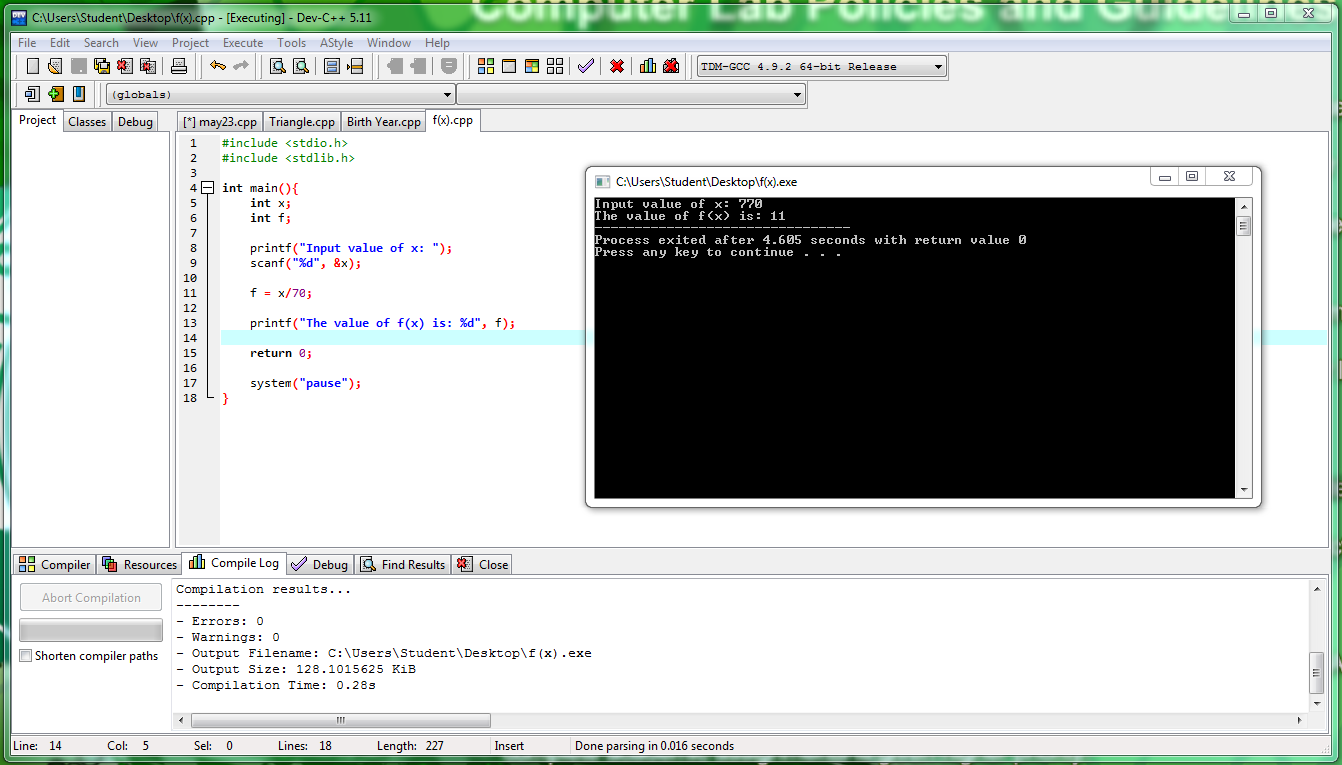 Computer Lab Policies and Guidelines
C:\Users\Student\Desktop\f(x).cpp - [Executing] - Dev-C++ 5.11
File Edit Search View Project Execute Tools AStyle Window Help
TDM-GCC 4.9.2 64-bit Release
(globals)
Project Classes Debug
[*] may23.cpp Triangle.cpp Birth Year.cpp f(x).cpp
1 #include <stdio.h>
2 #include <stdlib.h>
3
4 int main(){
5 int x;
6 int f;
7
8 printf("Input value of x: ");
9 scanf("%d", &x);
10
11 f = x/70;
12
13 printf("The value of f(x) is: %d", f);
14
15 return 0;
16
17 system("pause");
18 }
C:\Users\Student\Desktop\f(x).exe
Input value of x: 770
The value of f(x) is: 11
--------------------------------
Process exited after 4.605 seconds with return value 0
Press any key to continue . . .
Compiler Resources Compile Log Debug Find Results Close
Abort Compilation
Shorten compiler paths
Compilation results...
--------
- Errors: 0
- Warnings: 0
- Output Filename: C:\Users\Student\Desktop\f(x).exe
- Output Size: 128.1015625 KiB
- Compilation Time: 0.28s
Line: 14 Col: 5 Sel: 0 Lines: 18 Length: 227 Insert Done parsing in 0.016 seconds